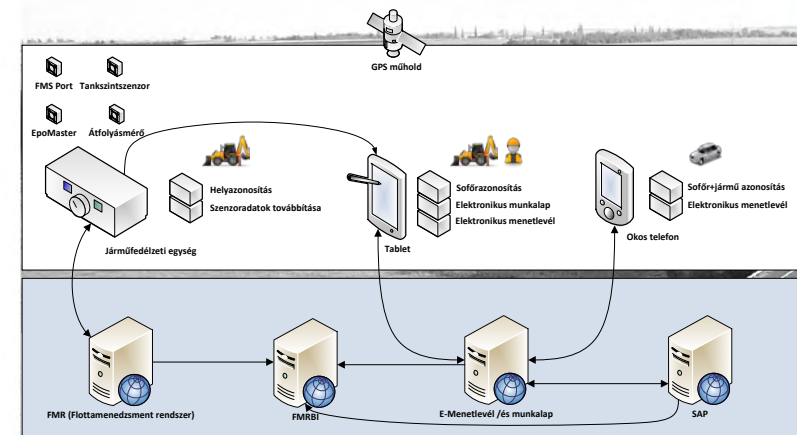 GPS műhold
FMS Port
Tankszintszenzor
EpoMaster
Átfolyásmérő
Helyazonosítás
Szenzoradatok továbbítása
Járműfedélzeti egység
Sofőrazonosítás
Elektronikus munkalap
Elektronikus menetlevél
Tablet
Sofőr+jármű azonosítás
Elektronikus menetlevél
Okos telefon
FMR (Flottamenedzsment rendszer)
FMRBI
E-Menetlevél /és munkalap
SAP